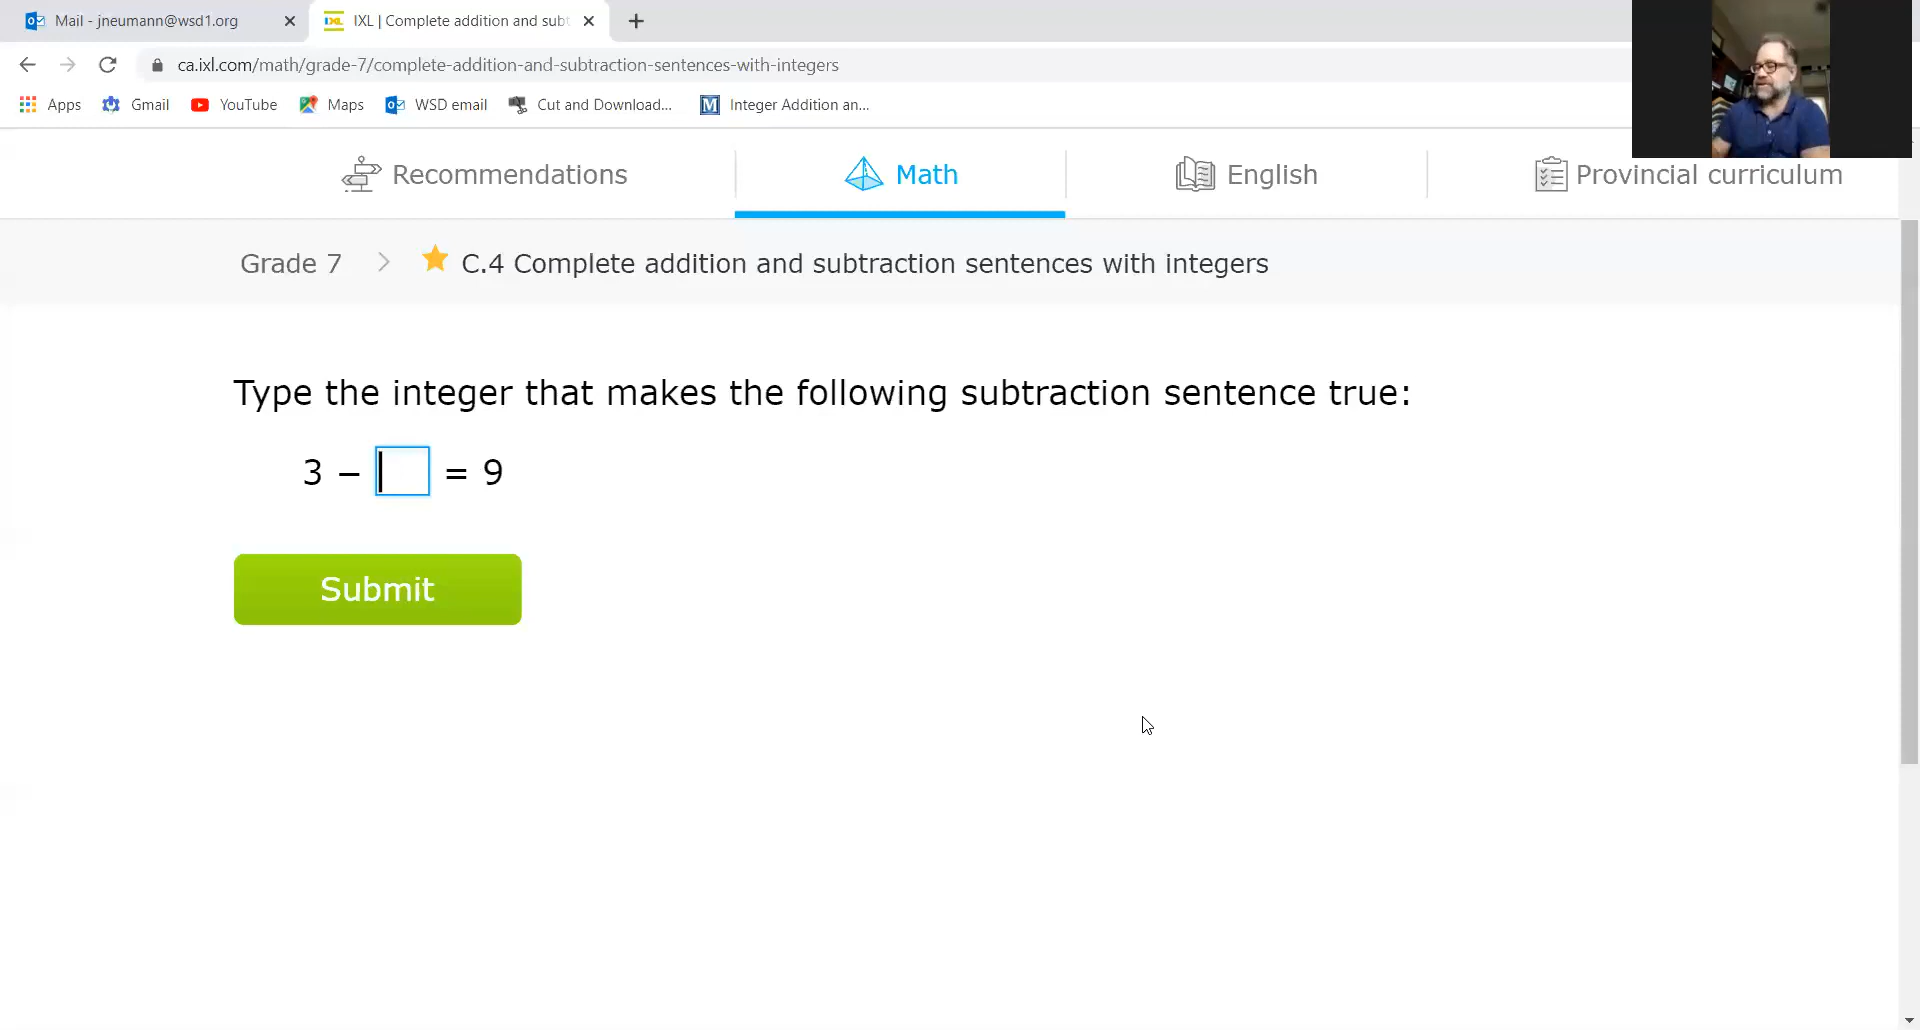 Mail - jneumann@wsd1.org
IXL | Complete addition and subt
ca.ixl.com/math/grade-7/complete-addition-and-subtraction-sentences-with-integers
Apps Gmail YouTube Maps WSD email Cut and Download... Integer Addition an...
Recommendations Math English Provincial curriculum
Grade 7 > C.4 Complete addition and subtraction sentences with integers
Type the integer that makes the following subtraction sentence true:
3 − = 9
Submit